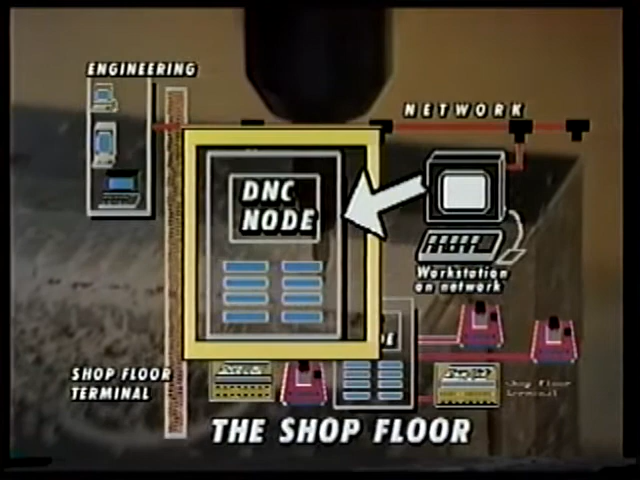 ENGINEERING
NETWORK
DNC
NODE
Workstation
on network
SHOP FLOOR
TERMINAL
Shop floor
terminal
THE SHOP FLOOR